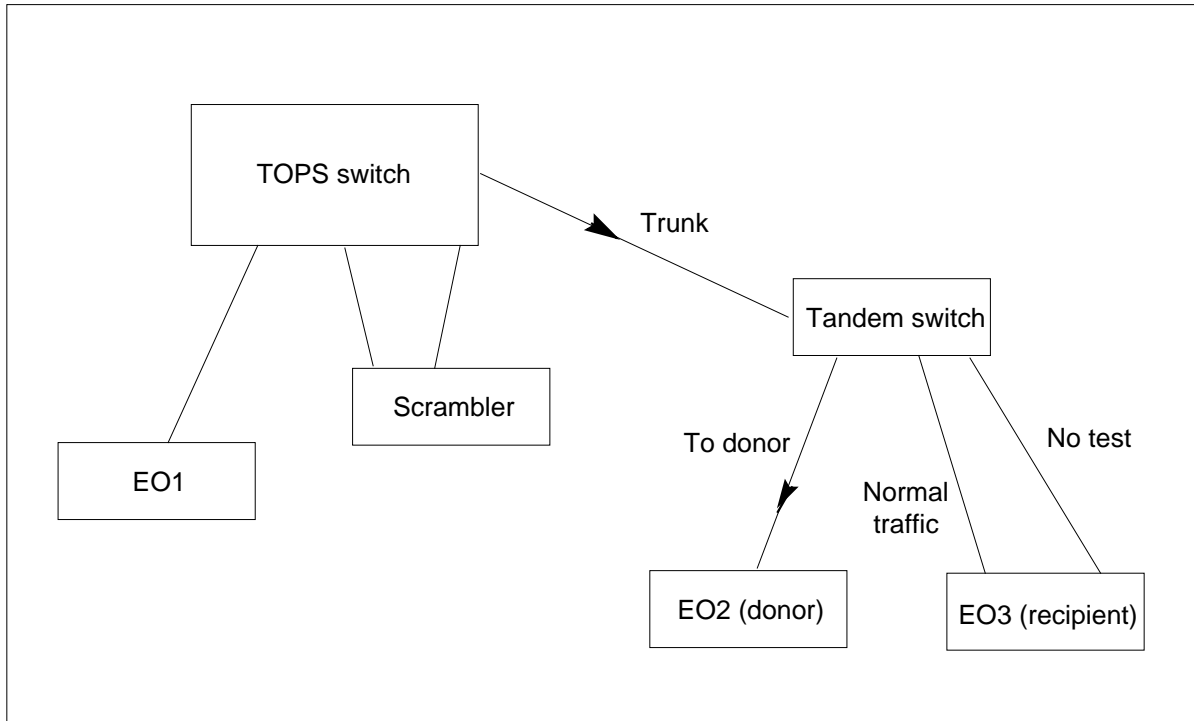 TOPS switch
Trunk
Tandem switch
Scrambler
To donor
No test
EO1
Normal
traffic
EO2 (donor)
EO3 (recipient)